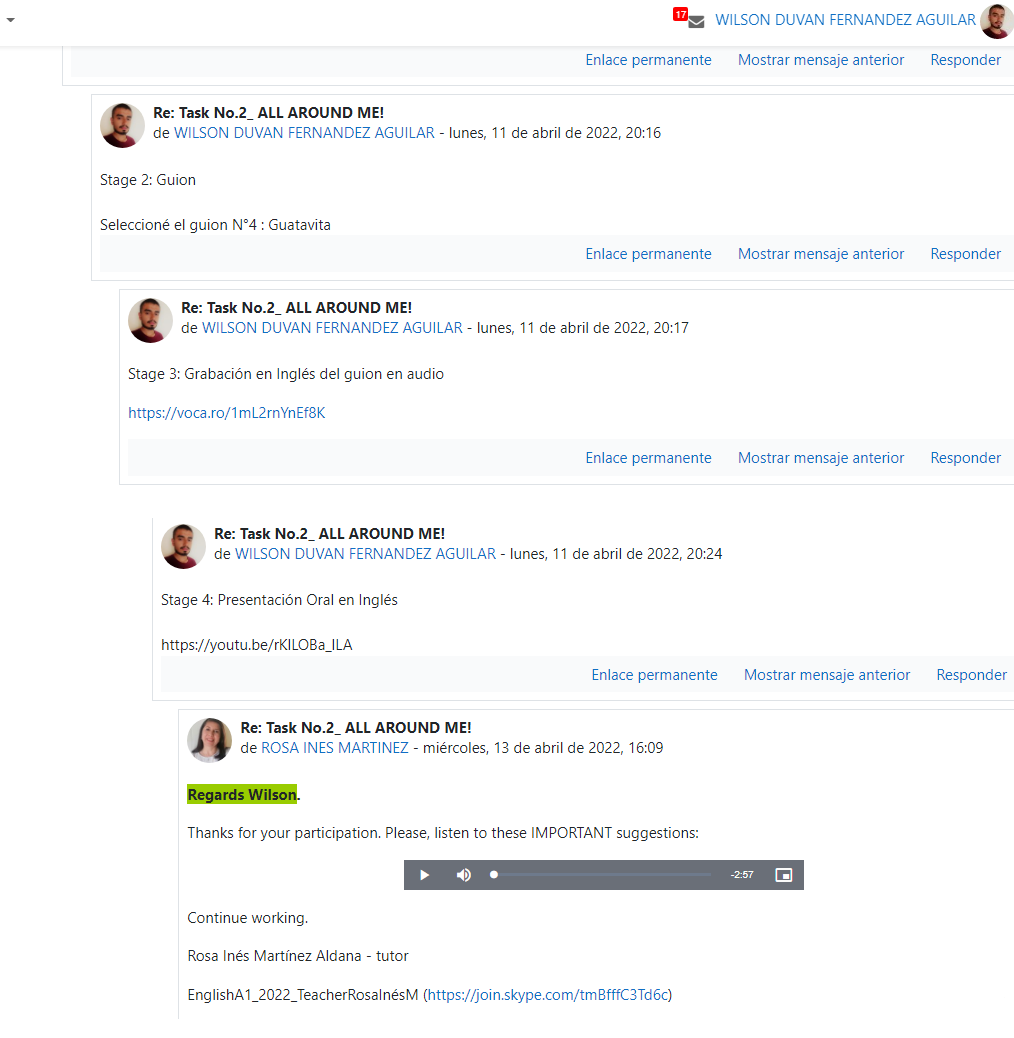 17 WILSON DUVAN FERNANDEZ AGUILAR
Enlace permanente Mostrar mensaje anterior Responder
Re: Task No.2_ ALL AROUND ME!
de WILSON DUVAN FERNANDEZ AGUILAR - lunes, 11 de abril de 2022, 20:16
Stage 2: Guion
Seleccioné el guion N°4 : Guatavita
Enlace permanente Mostrar mensaje anterior Responder
Re: Task No.2_ ALL AROUND ME!
de WILSON DUVAN FERNANDEZ AGUILAR - lunes, 11 de abril de 2022, 20:17
Stage 3: Grabación en Inglés del guion en audio
https://voca.ro/1mL2rnYnEf8K
Enlace permanente Mostrar mensaje anterior Responder
Re: Task No.2_ ALL AROUND ME!
de WILSON DUVAN FERNANDEZ AGUILAR - lunes, 11 de abril de 2022, 20:24
Stage 4: Presentación Oral en Inglés
https://youtu.be/rKILOBa_ILA
Enlace permanente Mostrar mensaje anterior Responder
Re: Task No.2_ ALL AROUND ME!
de ROSA INES MARTINEZ - miércoles, 13 de abril de 2022, 16:09
Regards Wilson.
Thanks for your participation. Please, listen to these IMPORTANT suggestions:
-2:57
Continue working.
Rosa Inés Martínez Aldana - tutor
EnglishA1_2022_TeacherRosaInésM (https://join.skype.com/tmBfffC3Td6c)